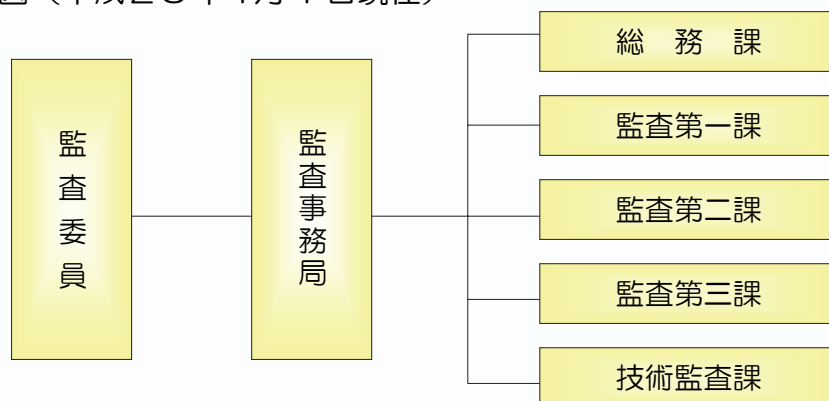 監査委員
監査事務局
総 務 課
監査第一課
監査第二課
監査第三課
技術監査課